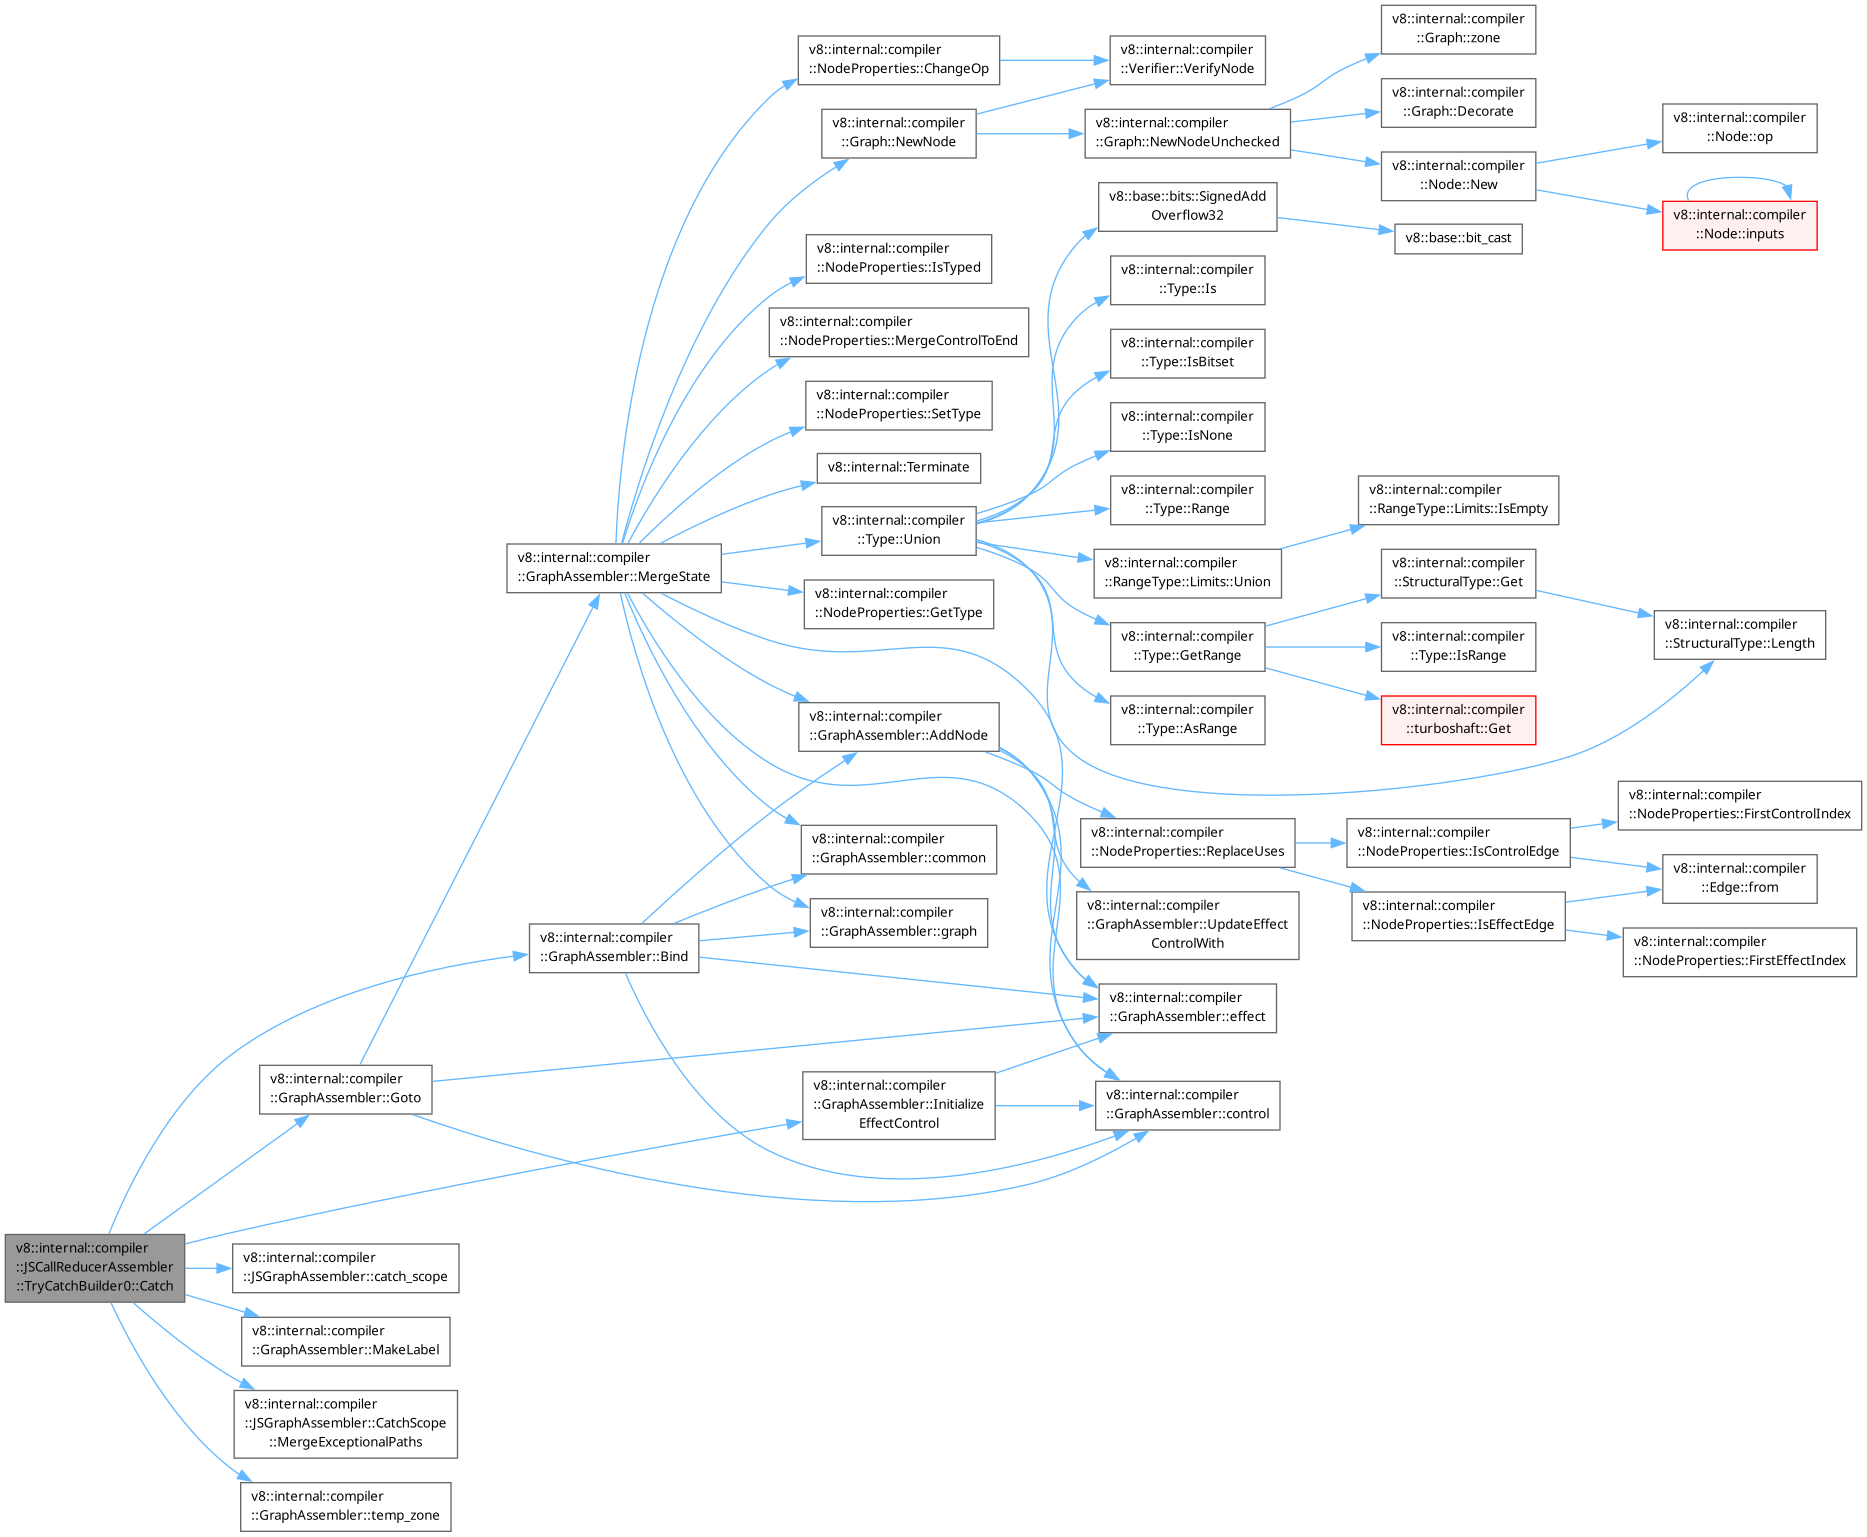 v8::internal::compiler
::JSCallReducerAssembler
::TryCatchBuilder0::Catch
v8::internal::compiler
::GraphAssembler::Goto
v8::internal::compiler
::JSGraphAssembler::catch_scope
v8::internal::compiler
::GraphAssembler::MakeLabel
v8::internal::compiler
::JSGraphAssembler::CatchScope
::MergeExceptionalPaths
v8::internal::compiler
::GraphAssembler::temp_zone
v8::internal::compiler
::GraphAssembler::MergeState
v8::internal::compiler
::GraphAssembler::Bind
v8::internal::compiler
::NodeProperties::ChangeOp
v8::internal::compiler
::Graph::NewNode
v8::internal::compiler
::NodeProperties::IsTyped
v8::internal::compiler
::NodeProperties::MergeControlToEnd
v8::internal::compiler
::NodeProperties::SetType
v8::internal::Terminate
v8::internal::compiler
::Type::Union
v8::internal::compiler
::NodeProperties::GetType
v8::internal::compiler
::GraphAssembler::AddNode
v8::internal::compiler
::GraphAssembler::common
v8::internal::compiler
::GraphAssembler::graph
v8::internal::compiler
::GraphAssembler::Initialize
EffectControl
v8::internal::compiler
::Verifier::VerifyNode
v8::internal::compiler
::Graph::NewNodeUnchecked
v8::base::bits::SignedAdd
Overflow32
v8::internal::compiler
::Type::Is
v8::internal::compiler
::Type::IsBitset
v8::internal::compiler
::Type::IsNone
v8::internal::compiler
::Type::Range
v8::internal::compiler
::RangeType::Limits::Union
v8::internal::compiler
::Type::GetRange
v8::internal::compiler
::Type::AsRange
v8::internal::compiler
::NodeProperties::ReplaceUses
v8::internal::compiler
::GraphAssembler::UpdateEffect
ControlWith
v8::internal::compiler
::GraphAssembler::effect
v8::internal::compiler
::GraphAssembler::control
v8::internal::compiler
::Graph::zone
v8::internal::compiler
::Graph::Decorate
v8::internal::compiler
::Node::New
v8::base::bit_cast
v8::internal::compiler
::RangeType::Limits::IsEmpty
v8::internal::compiler
::StructuralType::Get
v8::internal::compiler
::Type::IsRange
v8::internal::compiler
::turboshaft::Get
v8::internal::compiler
::NodeProperties::IsControlEdge
v8::internal::compiler
::NodeProperties::IsEffectEdge
v8::internal::compiler
::Node::op
v8::internal::compiler
::Node::inputs
v8::internal::compiler
::StructuralType::Length
v8::internal::compiler
::NodeProperties::FirstControlIndex
v8::internal::compiler
::Edge::from
v8::internal::compiler
::NodeProperties::FirstEffectIndex